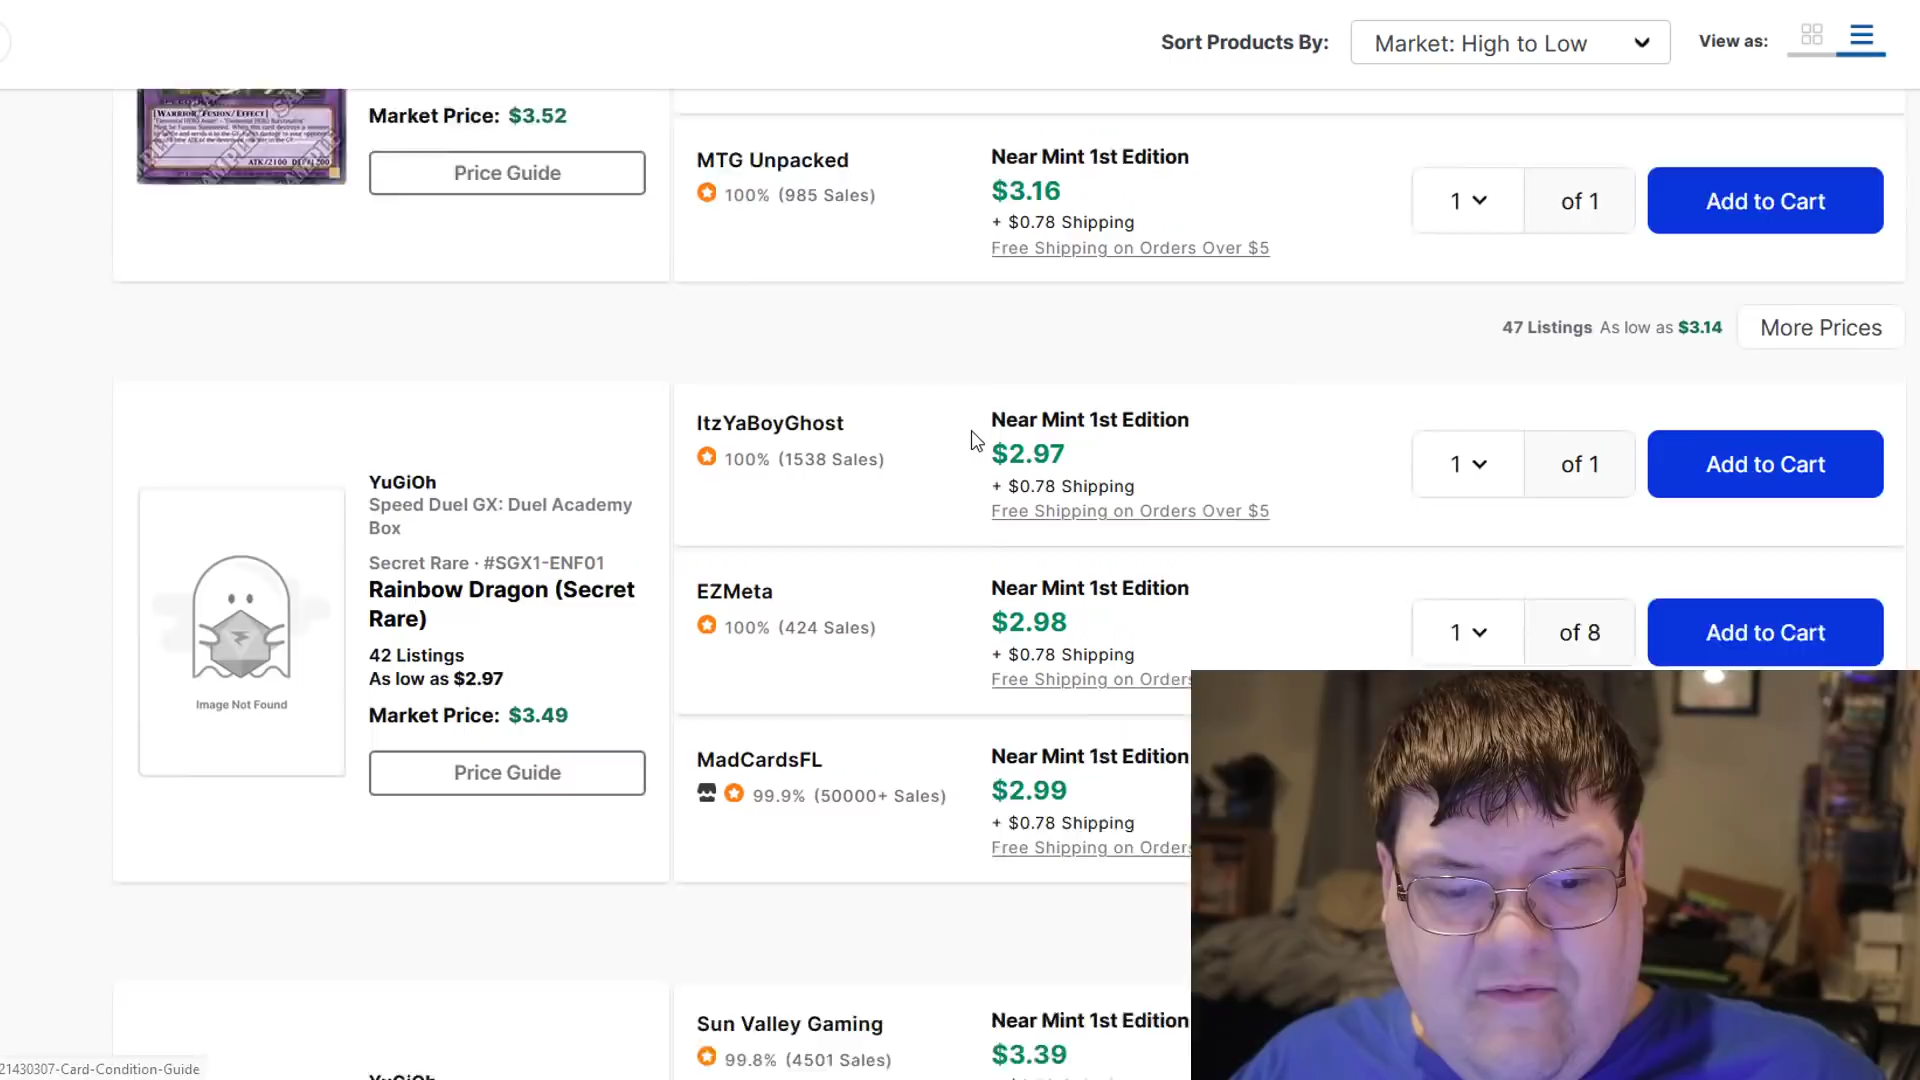 Sort Products By:
Market: High to Low
View as:
[WARRIOR/FUSION/EFFECT]
ATK/2100 DEF/1200
Market Price: $3.52
Price Guide
MTG Unpacked
100% (985 Sales)
Near Mint 1st Edition
$3.16
+ $0.78 Shipping
Free Shipping on Orders Over $5
1
of 1
Add to Cart
47 Listings As low as $3.14
More Prices
Image Not Found
YuGiOh
Speed Duel GX: Duel Academy
Box
Secret Rare · #SGX1-ENF01
Rainbow Dragon (Secret
Rare)
42 Listings
As low as $2.97
Market Price: $3.49
Price Guide
ItzYaBoyGhost
100% (1538 Sales)
Near Mint 1st Edition
$2.97
+ $0.78 Shipping
Free Shipping on Orders Over $5
1
of 1
Add to Cart
EZMeta
100% (424 Sales)
Near Mint 1st Edition
$2.98
+ $0.78 Shipping
Free Shipping on Orders
1
of 8
Add to Cart
MadCardsFL
99.9% (50000+ Sales)
Near Mint 1st Edition
$2.99
+ $0.78 Shipping
Free Shipping on Orders
YuGiOh
Sun Valley Gaming
99.8% (4501 Sales)
Near Mint 1st Edition
$3.39
21430307-Card-Condition-Guide